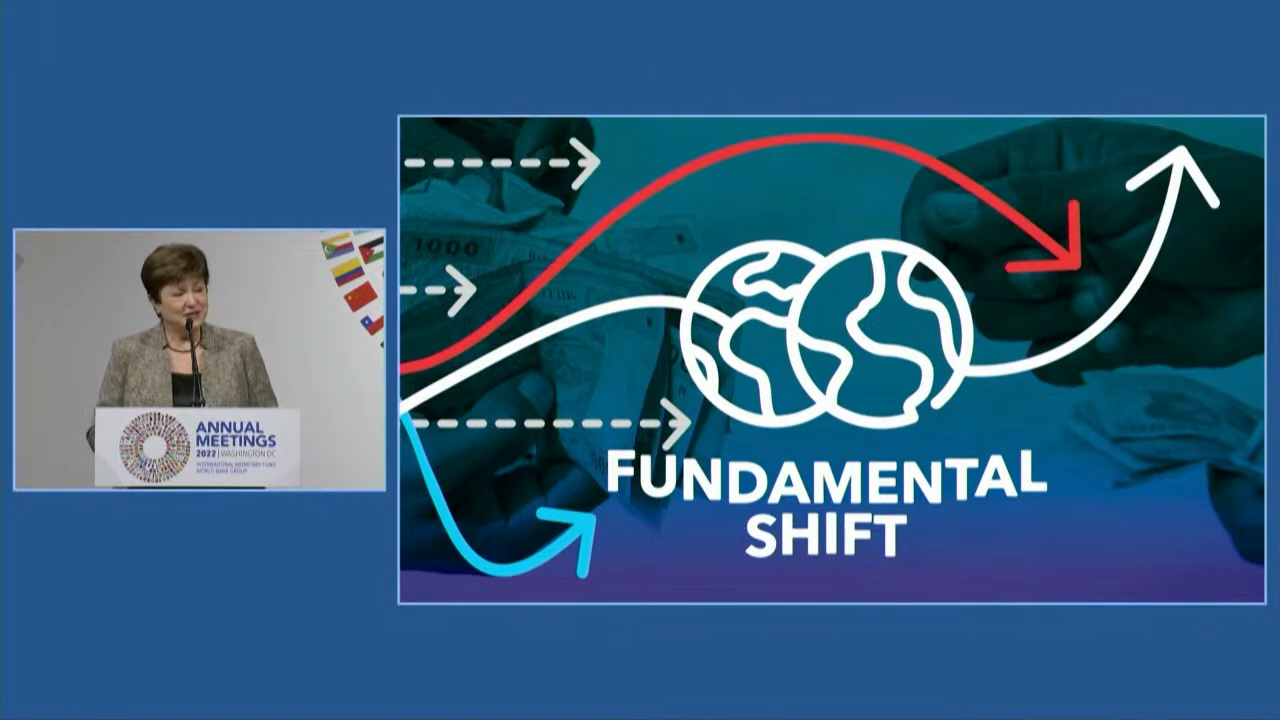 ANNUAL
MEETINGS
2022 | WASHINGTON DC
INTERNATIONAL MONETARY FUND
WORLD BANK GROUP
1000
FUNDAMENTAL
SHIFT